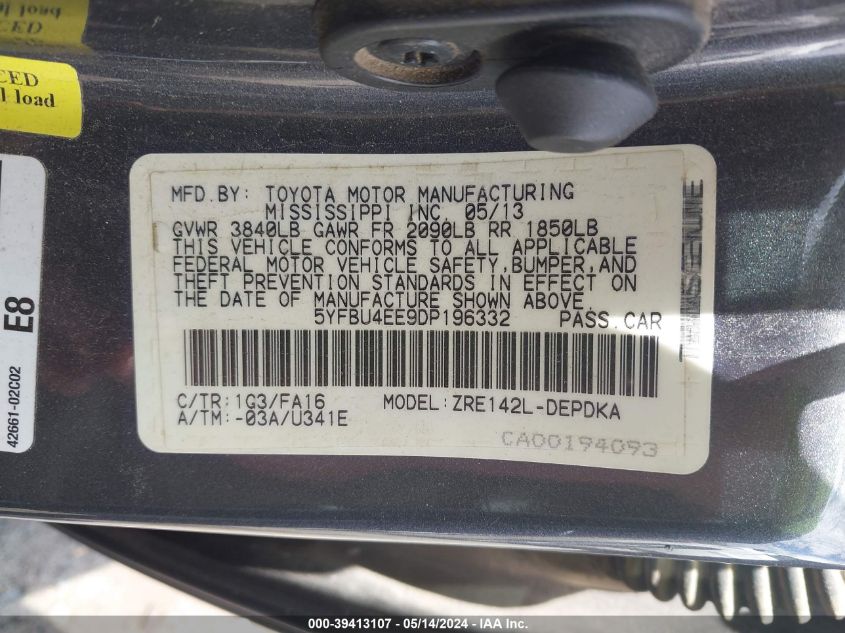 CED
l load
E8
42661-02C02
MFD.BY: TOYOTA MOTOR MANUFACTURING
MISSISSIPPI INC. 05/13
GVWR 3840LB GAWR FR 2090LB RR 1850LB
THIS VEHICLE CONFORMS TO ALL APPLICABLE
FEDERAL MOTOR VEHICLE SAFETY,BUMPER,AND
THEFT PREVENTION STANDARDS IN EFFECT ON
THE DATE OF MANUFACTURE SHOWN ABOVE.
5YFBU4EE9DP196332 PASS.CAR
C/TR:1G3/FA16 MODEL:ZRE142L-DEPDKA
A/TM:-03A/U341E
CA00194093
000-39413107 - 05/14/2024 - IAA Inc.